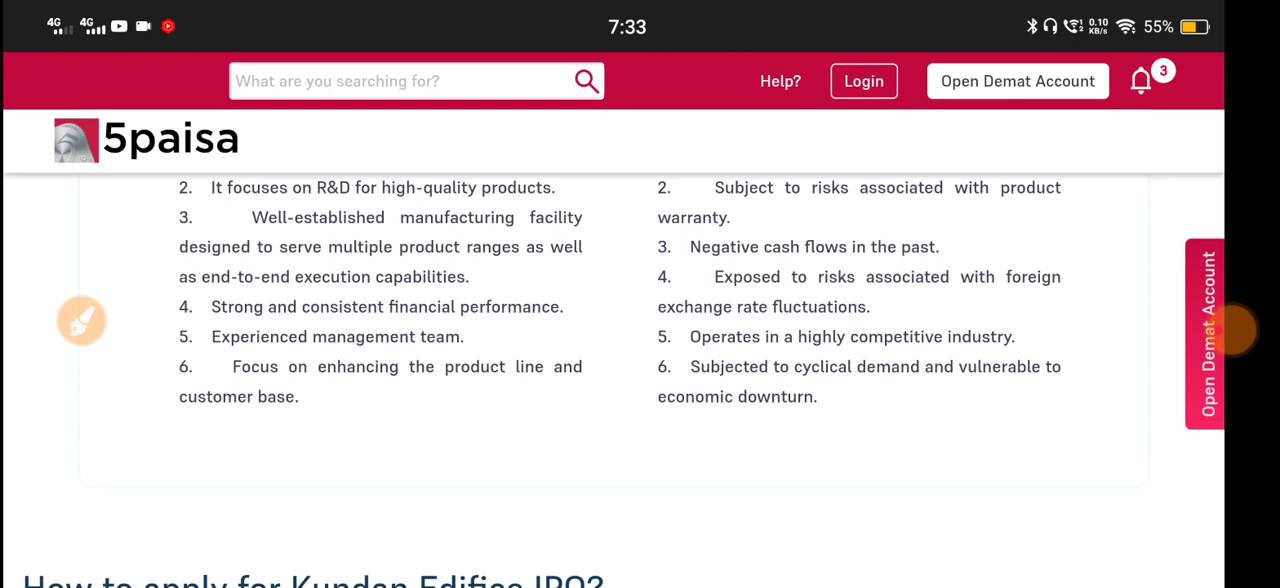 4G 4G 7:33 2 0.10 KB/s 55%
What are you searching for? Help? Login Open Demat Account 3
5paisa
2. It focuses on R&D for high-quality products.
3. Well-established manufacturing facility
designed to serve multiple product ranges as well
as end-to-end execution capabilities.
4. Strong and consistent financial performance.
5. Experienced management team.
6. Focus on enhancing the product line and
customer base.
2. Subject to risks associated with product
warranty.
3. Negative cash flows in the past.
4. Exposed to risks associated with foreign
exchange rate fluctuations.
5. Operates in a highly competitive industry.
6. Subjected to cyclical demand and vulnerable to
economic downturn.
Open Demat Account
How to apply for Kundan Edifice IPO?